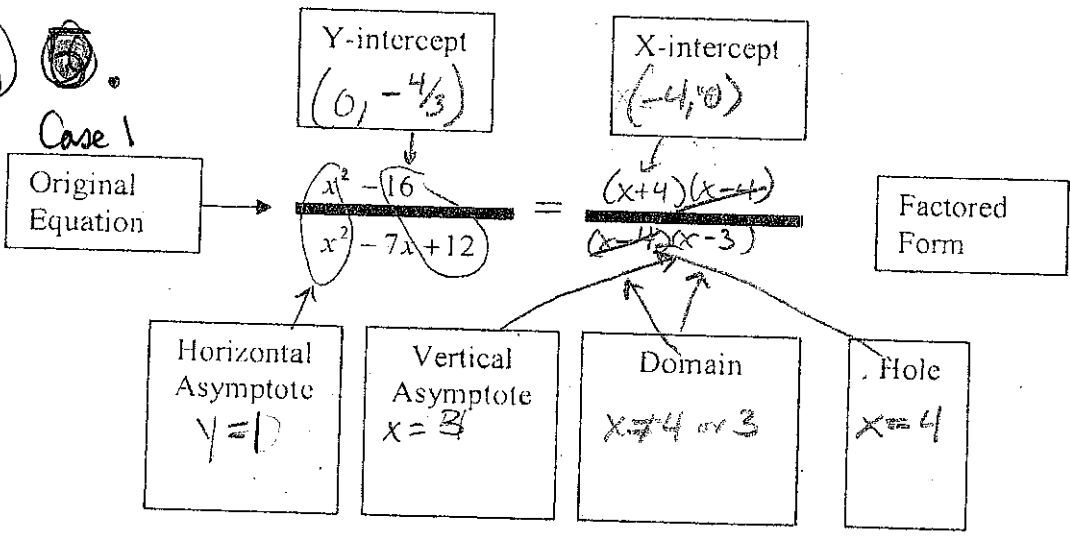 Y-intercept
(0, -4/3)
X-intercept
(-4, 0)
Case 1
Original
Equation
x² - 16
x² - 7x + 12
=
(x+4)(x-4)
(x-4)(x-3)
Factored
Form
Horizontal
Asymptote
y = 1
Vertical
Asymptote
x = 3
Domain
x ≠ 4 or 3
Hole
x = 4